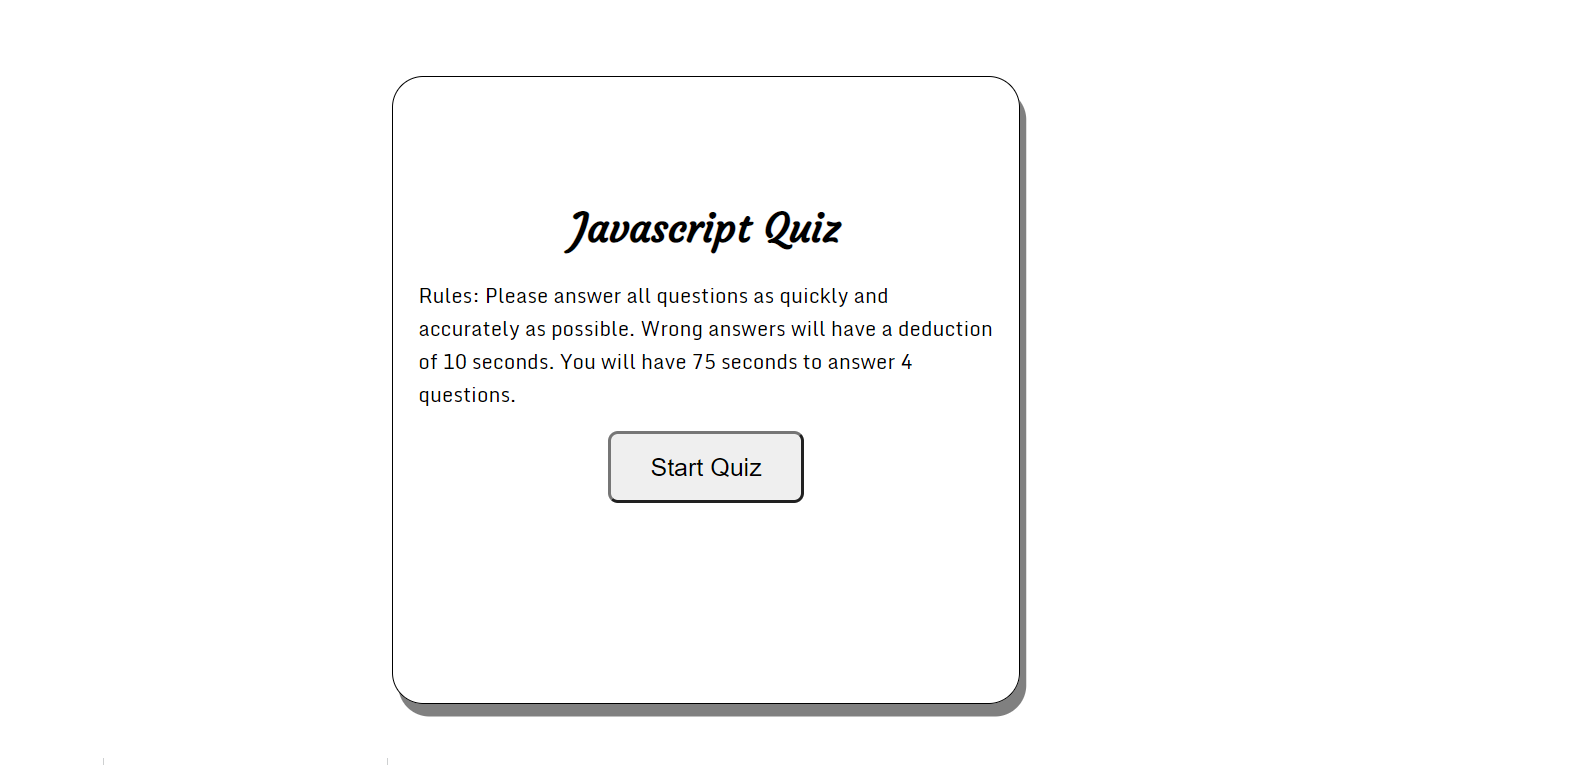 Javascript Quiz
Rules: Please answer all questions as quickly and
accurately as possible. Wrong answers will have a deduction
of 10 seconds. You will have 75 seconds to answer 4
questions.
Start Quiz